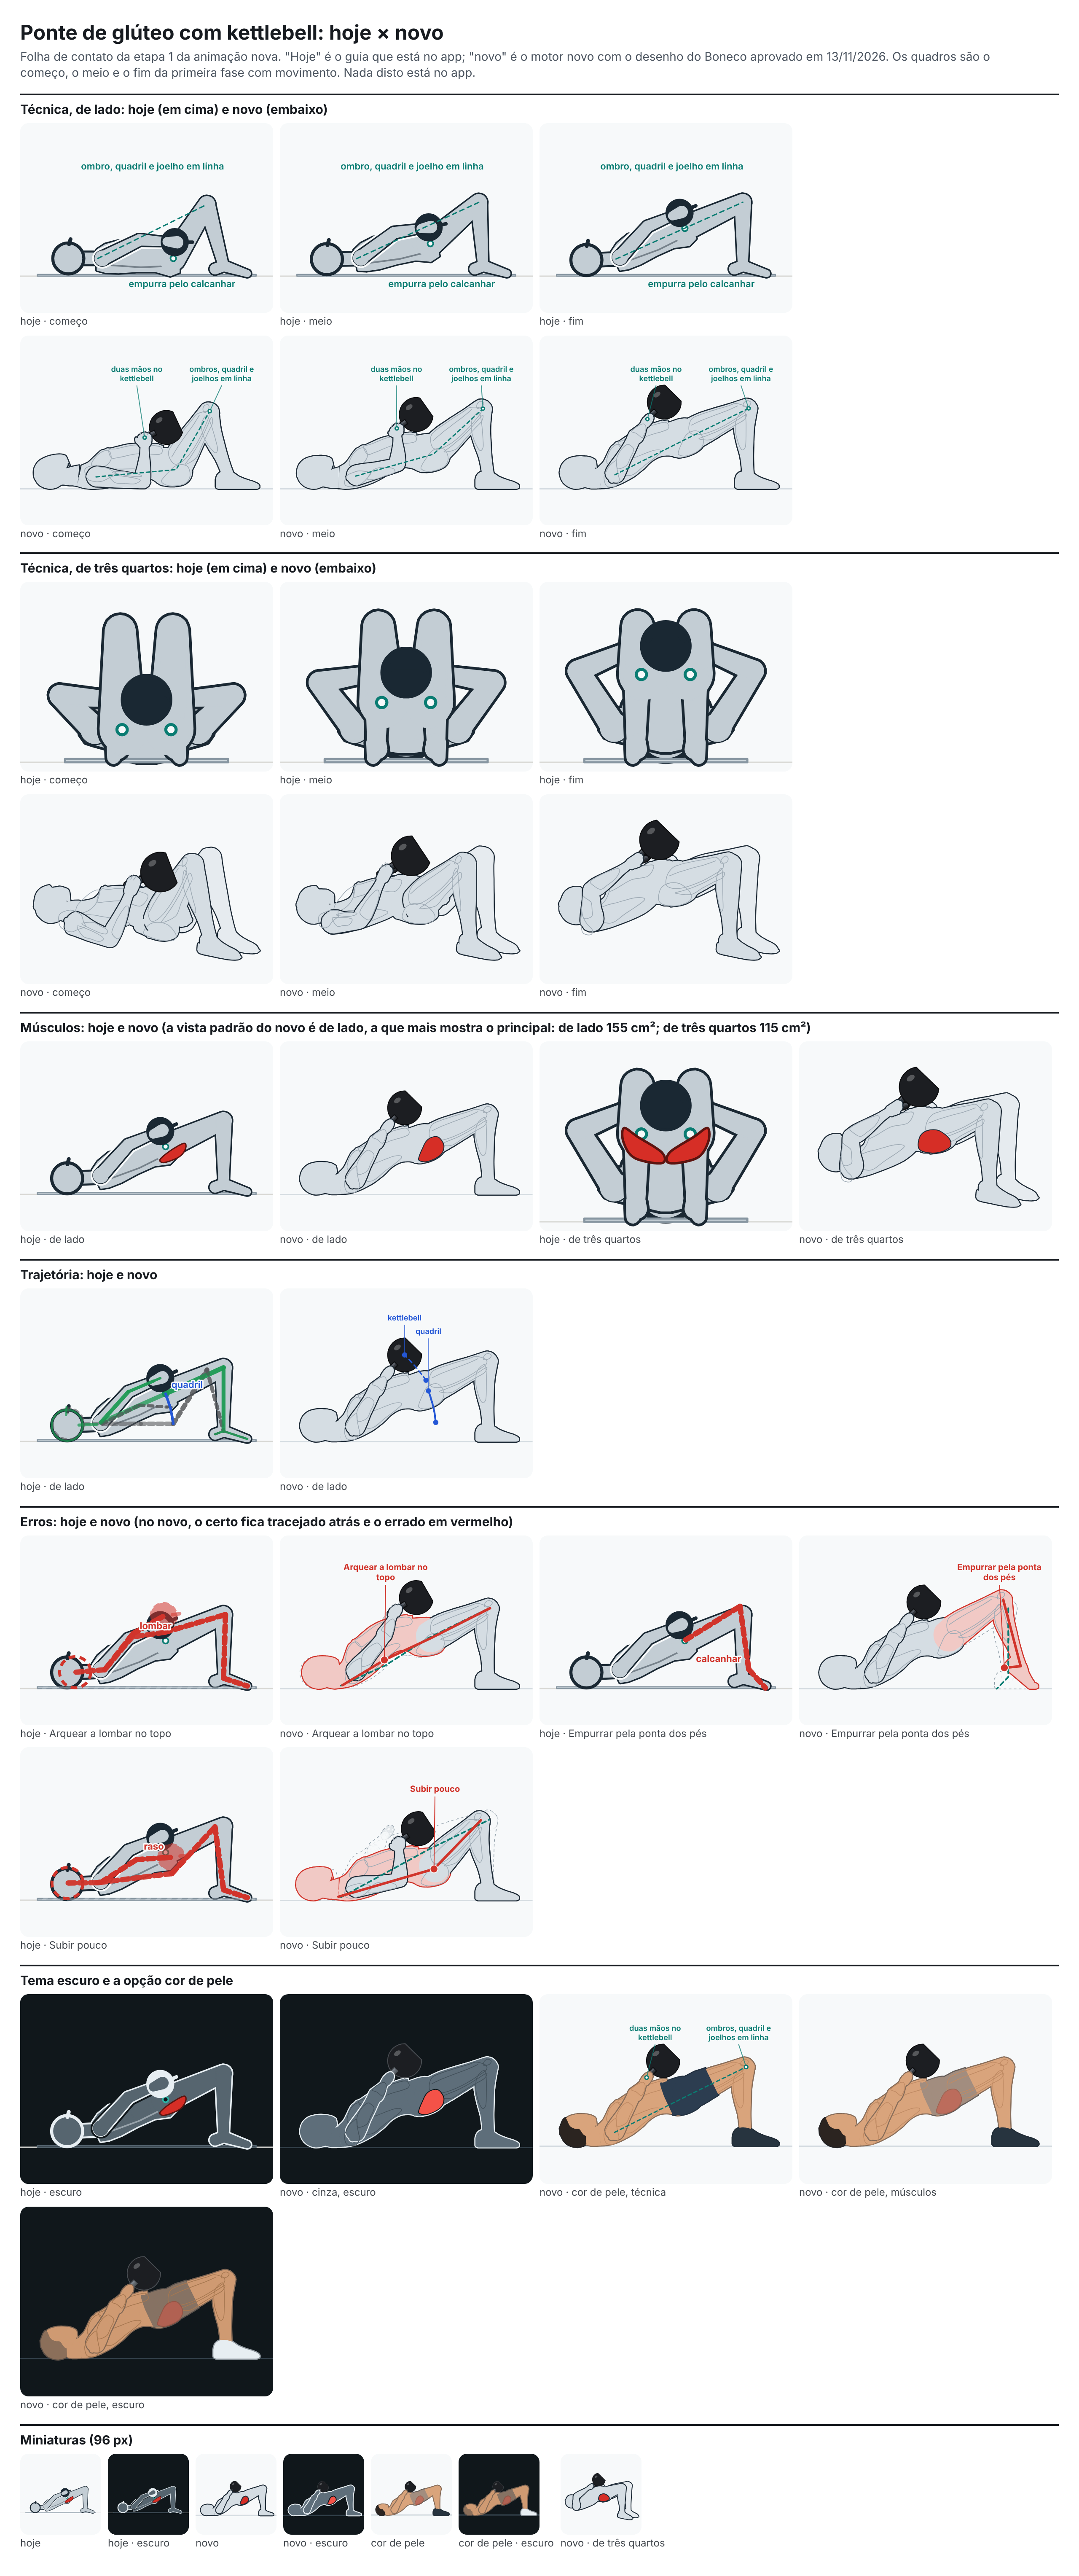 Ponte de glúteo com kettlebell: hoje × novo
Folha de contato da etapa 1 da animação nova. "Hoje" é o guia que está no app; "novo" é o motor novo com o desenho do Boneco aprovado em 13/11/2026. Os quadros são o
começo, o meio e o fim da primeira fase com movimento. Nada disto está no app.
Técnica, de lado: hoje (em cima) e novo (embaixo)
ombro, quadril e joelho em linha
empurra pelo calcanhar
ombro, quadril e joelho em linha
empurra pelo calcanhar
ombro, quadril e joelho em linha
empurra pelo calcanhar
hoje · começo
hoje · meio
hoje · fim
duas mãos no
kettlebell
ombros, quadril e
joelhos em linha
duas mãos no
kettlebell
ombros, quadril e
joelhos em linha
duas mãos no
kettlebell
ombros, quadril e
joelhos em linha
novo · começo
novo · meio
novo · fim
Técnica, de três quartos: hoje (em cima) e novo (embaixo)
hoje · começo
hoje · meio
hoje · fim
novo · começo
novo · meio
novo · fim
Músculos: hoje e novo (a vista padrão do novo é de lado, a que mais mostra o principal: de lado 155 cm²; de três quartos 115 cm²)
hoje · de lado
novo · de lado
hoje · de três quartos
novo · de três quartos
Trajetória: hoje e novo
quadril
kettlebell
quadril
hoje · de lado
novo · de lado
Erros: hoje e novo (no novo, o certo fica tracejado atrás e o errado em vermelho)
lombar
Arquear a lombar no
topo
calcanhar
Empurrar pela ponta
dos pés
hoje · Arquear a lombar no topo
novo · Arquear a lombar no topo
hoje · Empurrar pela ponta dos pés
novo · Empurrar pela ponta dos pés
raso
Subir pouco
hoje · Subir pouco
novo · Subir pouco
Tema escuro e a opção cor de pele
duas mãos no
kettlebell
ombros, quadril e
joelhos em linha
hoje · escuro
novo · cinza, escuro
novo · cor de pele, técnica
novo · cor de pele, músculos
novo · cor de pele, escuro
Miniaturas (96 px)
hoje
hoje · escuro
novo
novo · escuro
cor de pele
cor de pele · escuro
novo · de três quartos